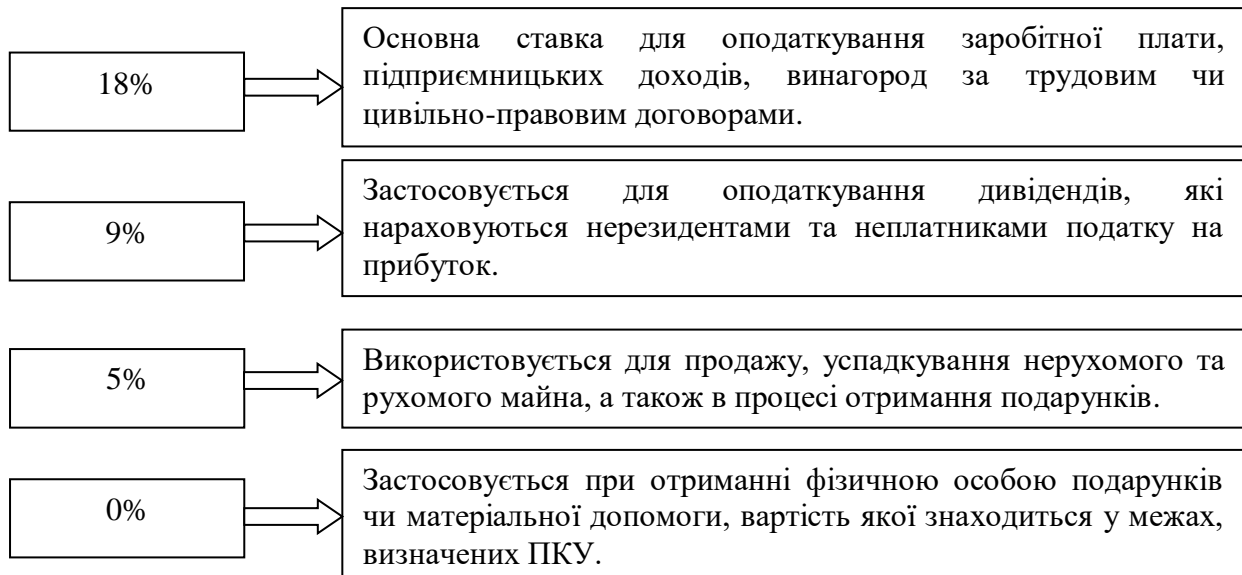 18%
Основна ставка для оподаткування заробітної плати,
підприємницьких доходів, винагород за трудовим чи
цивільно-правовим договорами.
9%
Застосовується для оподаткування дивідендів, які
нараховуються нерезидентами та неплатниками податку на
прибуток.
5%
Використовується для продажу, успадкування нерухомого та
рухомого майна, а також в процесі отримання подарунків.
0%
Застосовується при отриманні фізичною особою подарунків
чи матеріальної допомоги, вартість якої знаходиться у межах,
визначених ПКУ.